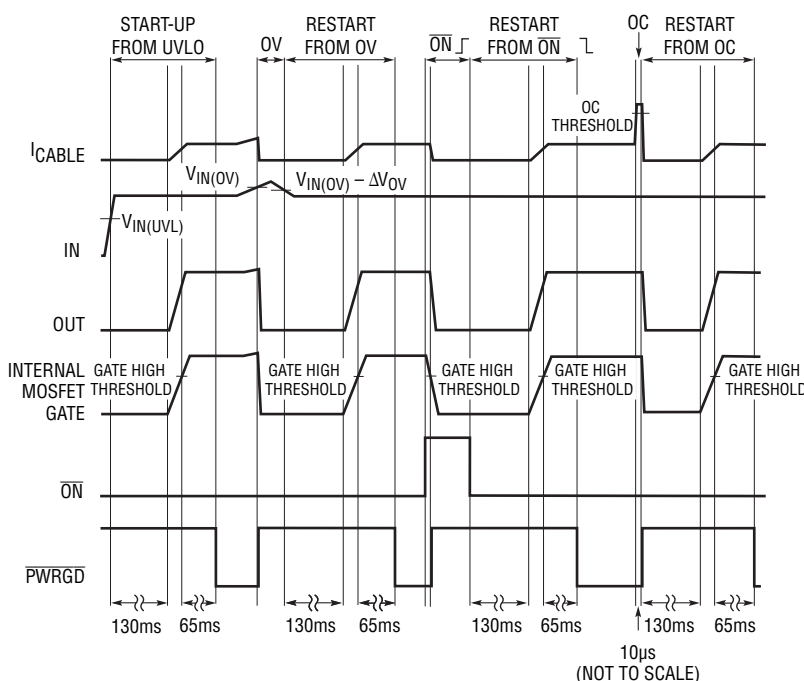 START-UP
FROM UVLO
OV
RESTART
FROM OV
ON
RESTART
FROM ON
OC
RESTART
FROM OC
OC
THRESHOLD
ICABLE
VIN(OV)
VIN(OV) – ΔVOV
VIN(UVL)
IN
OUT
INTERNAL
MOSFET
GATE
GATE HIGH
THRESHOLD
GATE HIGH
THRESHOLD
GATE HIGH
THRESHOLD
GATE HIGH
THRESHOLD
GATE HIGH
THRESHOLD
ON
PWRGD
130ms
65ms
130ms
65ms
130ms
65ms
130ms
65ms
10µs
(NOT TO SCALE)